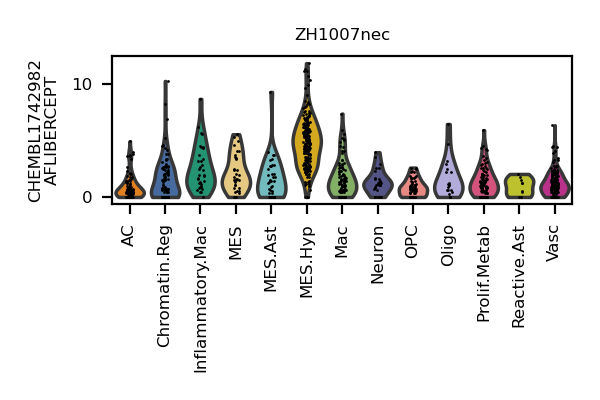 ZH1007nec
CHEMBL1742982
AFLIBERCEPT
10
0
AC
Chromatin.Reg
Inflammatory.Mac
MES
MES.Ast
MES.Hyp
Mac
Neuron
OPC
Oligo
Prolif.Metab
Reactive.Ast
Vasc